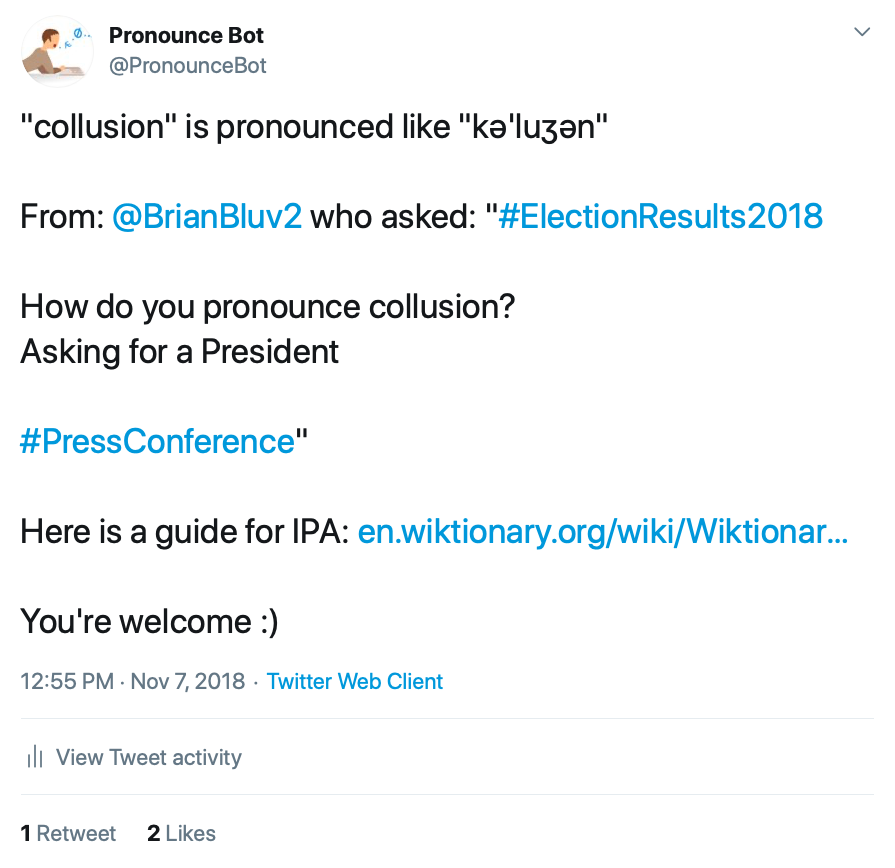 Pronounce Bot
@PronounceBot
"collusion" is pronounced like "kə'luʒən"
From: @BrianBluv2 who asked: "#ElectionResults2018
How do you pronounce collusion?
Asking for a President
#PressConference"
Here is a guide for IPA: en.wiktionary.org/wiki/Wiktionar...
You're welcome :)
12:55 PM · Nov 7, 2018 · Twitter Web Client
View Tweet activity
1 Retweet 2 Likes